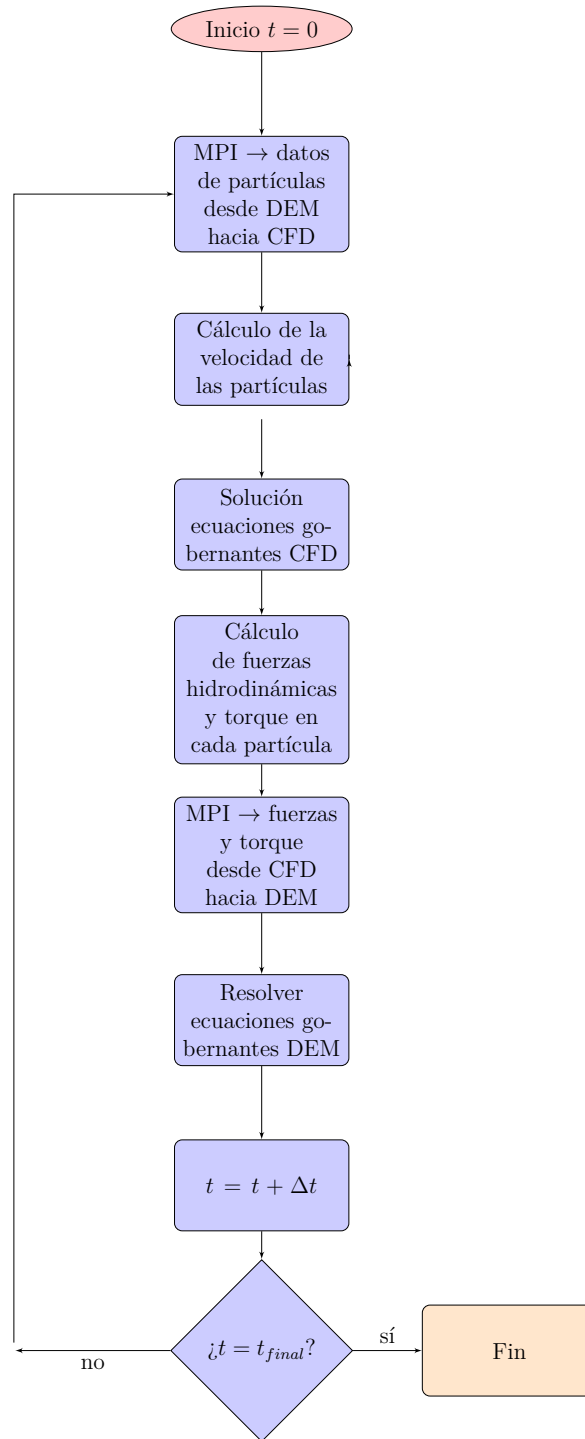 Inicio t = 0
MPI → datos
de partículas
desde DEM
hacia CFD
Cálculo de la
velocidad de
las partículas
Solución
ecuaciones go-
bernantes CFD
Cálculo
de fuerzas
hidrodinámicas
y torque en
cada partícula
MPI → fuerzas
y torque
desde CFD
hacia DEM
Resolver
ecuaciones go-
bernantes DEM
t = t + Δt
¿t = t_{final}?
sí
Fin
no